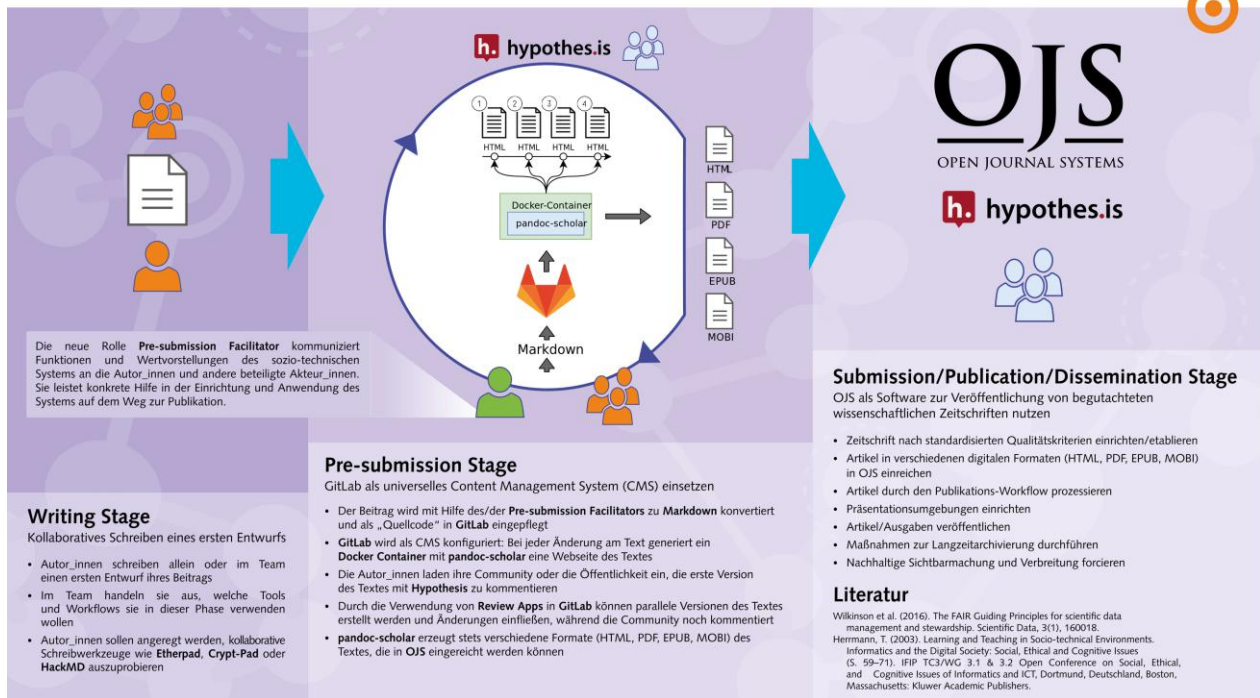 h. hypothes.is
1 2 3 4
HTML HTML HTML HTML
Docker-Container
pandoc-scholar
Markdown
HTML
PDF
EPUB
MOBI
OJS
OPEN JOURNAL SYSTEMS
h. hypothes.is
Die neue Rolle Pre-submission Facilitator kommuniziert
Funktionen und Wertvorstellungen des sozio-technischen
Systems an die Autor_innen und andere beteiligte Akteur_innen.
Sie leistet konkrete Hilfe in der Einrichtung und Anwendung des
Systems auf dem Weg zur Publikation.
Writing Stage
Kollaboratives Schreiben eines ersten Entwurfs
• Autor_innen schreiben allein oder im Team
einen ersten Entwurf ihres Beitrags
• Im Team handeln sie aus, welche Tools
und Workflows sie in dieser Phase verwenden
wollen
• Autor_innen sollen angeregt werden, kollaborative
Schreibwerkzeuge wie Etherpad, Crypt-Pad oder
HackMD auszuprobieren
Pre-submission Stage
GitLab als universelles Content Management System (CMS) einsetzen
• Der Beitrag wird mit Hilfe des/der Pre-submission Facilitators zu Markdown konvertiert
und als „Quellcode“ in GitLab eingepflegt
• GitLab wird als CMS konfiguriert: Bei jeder Änderung am Text generiert ein
Docker Container mit pandoc-scholar eine Webseite des Textes
• Die Autor_innen laden ihre Community oder die Öffentlichkeit ein, die erste Version
des Textes mit Hypothesis zu kommentieren
• Durch die Verwendung von Review Apps in GitLab können parallele Versionen des Textes
erstellt werden und Änderungen einfließen, während die Community noch kommentiert
• pandoc-scholar erzeugt stets verschiedene Formate (HTML, PDF, EPUB, MOBI) des
Textes, die in OJS eingereicht werden können
Submission/Publication/Dissemination Stage
OJS als Software zur Veröffentlichung von begutachteten
wissenschaftlichen Zeitschriften nutzen
• Zeitschrift nach standardisierten Qualitätskriterien einrichten/etablieren
• Artikel in verschiedenen digitalen Formaten (HTML, PDF, EPUB, MOBI)
in OJS einreichen
• Artikel durch den Publikations-Workflow prozessieren
• Präsentationsumgebungen einrichten
• Artikel/Ausgaben veröffentlichen
• Maßnahmen zur Langzeitarchivierung durchführen
• Nachhaltige Sichtbarmachung und Verbreitung forcieren
Literatur
Wilkinson et al. (2016). The FAIR Guiding Principles for scientific data
management and stewardship. Scientific Data, 3(1), 160018.
Herrmann, T. (2003). Learning and Teaching in Socio-technical Environments.
Informatics and the Digital Society: Social, Ethical and Cognitive Issues
(S. 59–71). IFIP TC3/WG 3.1 & 3.2 Open Conference on Social, Ethical,
and Cognitive Issues of Informatics and ICT, Dortmund, Deutschland, Boston,
Massachusetts: Kluwer Academic Publishers.